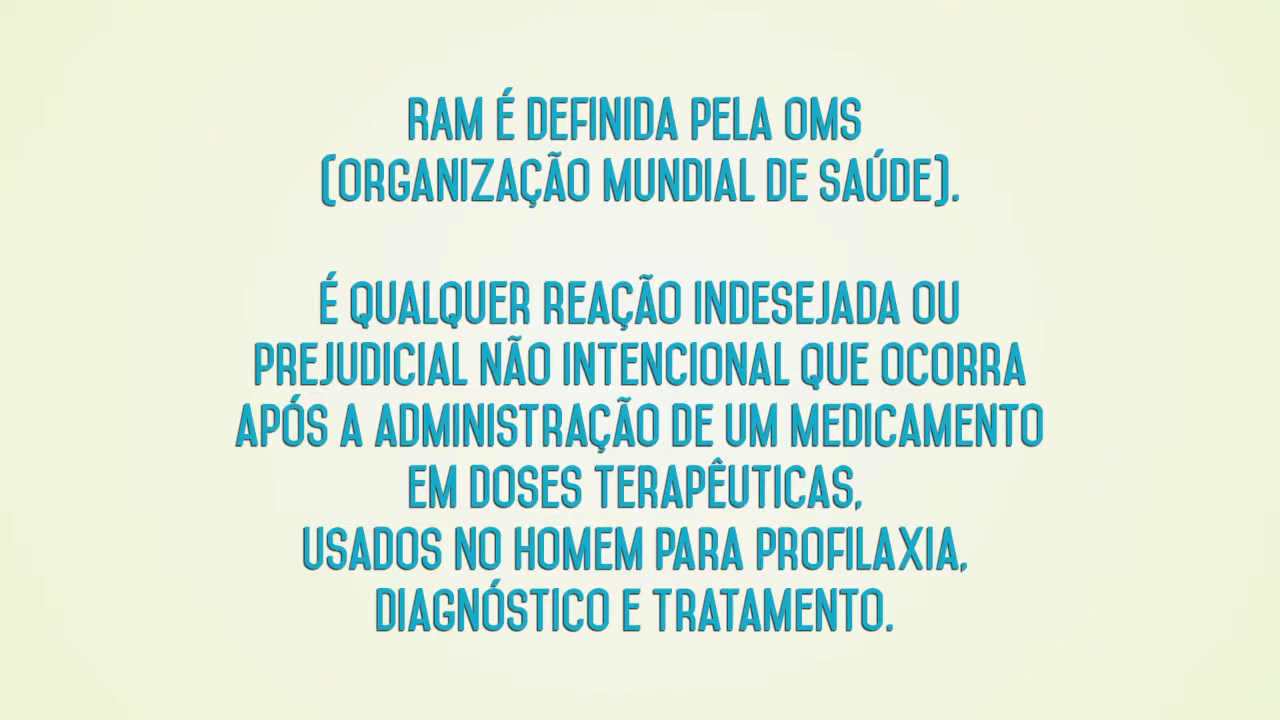 RAM É DEFINIDA PELA OMS
(ORGANIZAÇÃO MUNDIAL DE SAÚDE).
É QUALQUER REAÇÃO INDESEJADA OU
PREJUDICIAL NÃO INTENCIONAL QUE OCORRA
APÓS A ADMINISTRAÇÃO DE UM MEDICAMENTO
EM DOSES TERAPÊUTICAS,
USADOS NO HOMEM PARA PROFILAXIA,
DIAGNÓSTICO E TRATAMENTO.